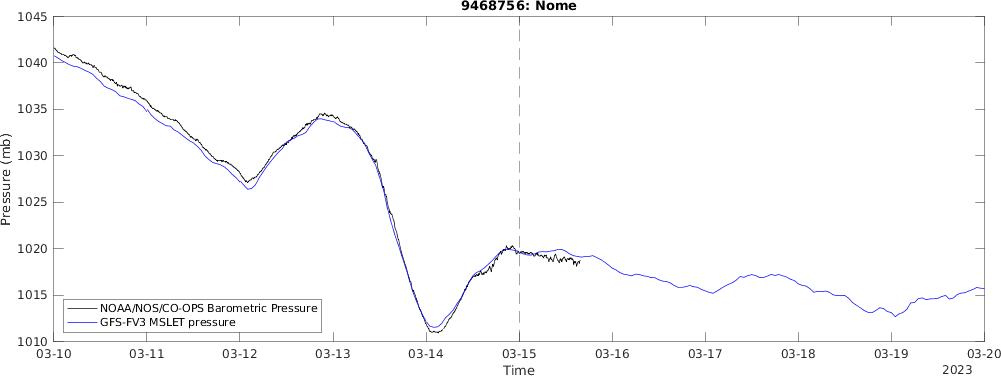 9468756: Nome
Pressure (mb)
1045
1040
1035
1030
1025
1020
1015
1010
NOAA/NOS/CO-OPS Barometric Pressure
GFS-FV3 MSLET pressure
03-10 03-11 03-12 03-13 03-14 03-15 03-16 03-17 03-18 03-19 03-20
Time
2023